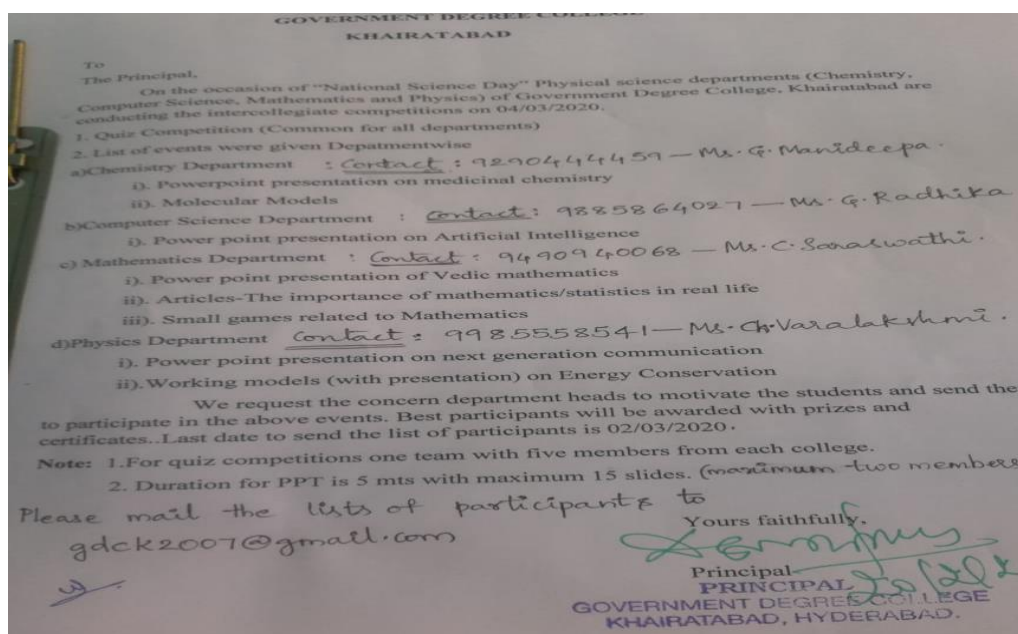 GOVERNMENT DEGREE COLLEGE
KHAIRATABAD
To
The Principal,
On the occasion of "National Science Day" Physical science departments (Chemistry,
Computer Science, Mathematics and Physics) of Government Degree College, Khairatabad are
conducting the intercollegiate competitions on 04/03/2020.
1. Quiz Competition (Common for all departments)
2. List of events were given Depatmentwise
a)Chemistry Department : Contact : 9290444459 — Ms. G. Manideepa.
i). Powerpoint presentation on medicinal chemistry
ii). Molecular Models
b)Computer Science Department : Contact : 9885864027 — Ms. G. Radhika
i). Power point presentation on Artificial Intelligence
c) Mathematics Department : Contact : 9490940068 — Ms. C. Saraswathi.
i). Power point presentation of Vedic mathematics
ii). Articles-The importance of mathematics/statistics in real life
iii). Small games related to Mathematics
d)Physics Department Contact : 9985558541 — Ms. Ch. Varalakshmi.
i). Power point presentation on next generation communication
ii).Working models (with presentation) on Energy Conservation
We request the concern department heads to motivate the students and send the
to participate in the above events. Best participants will be awarded with prizes and
certificates..Last date to send the list of participants is 02/03/2020.
Note: 1.For quiz competitions one team with five members from each college.
2. Duration for PPT is 5 mts with maximum 15 slides. (maximum two members
Please mail the lists of participants to
gdck2007@gmail.com
Yours faithfully,
Principal
PRINCIPAL
GOVERNMENT DEGREE COLLEGE
KHAIRATABAD, HYDERABAD.